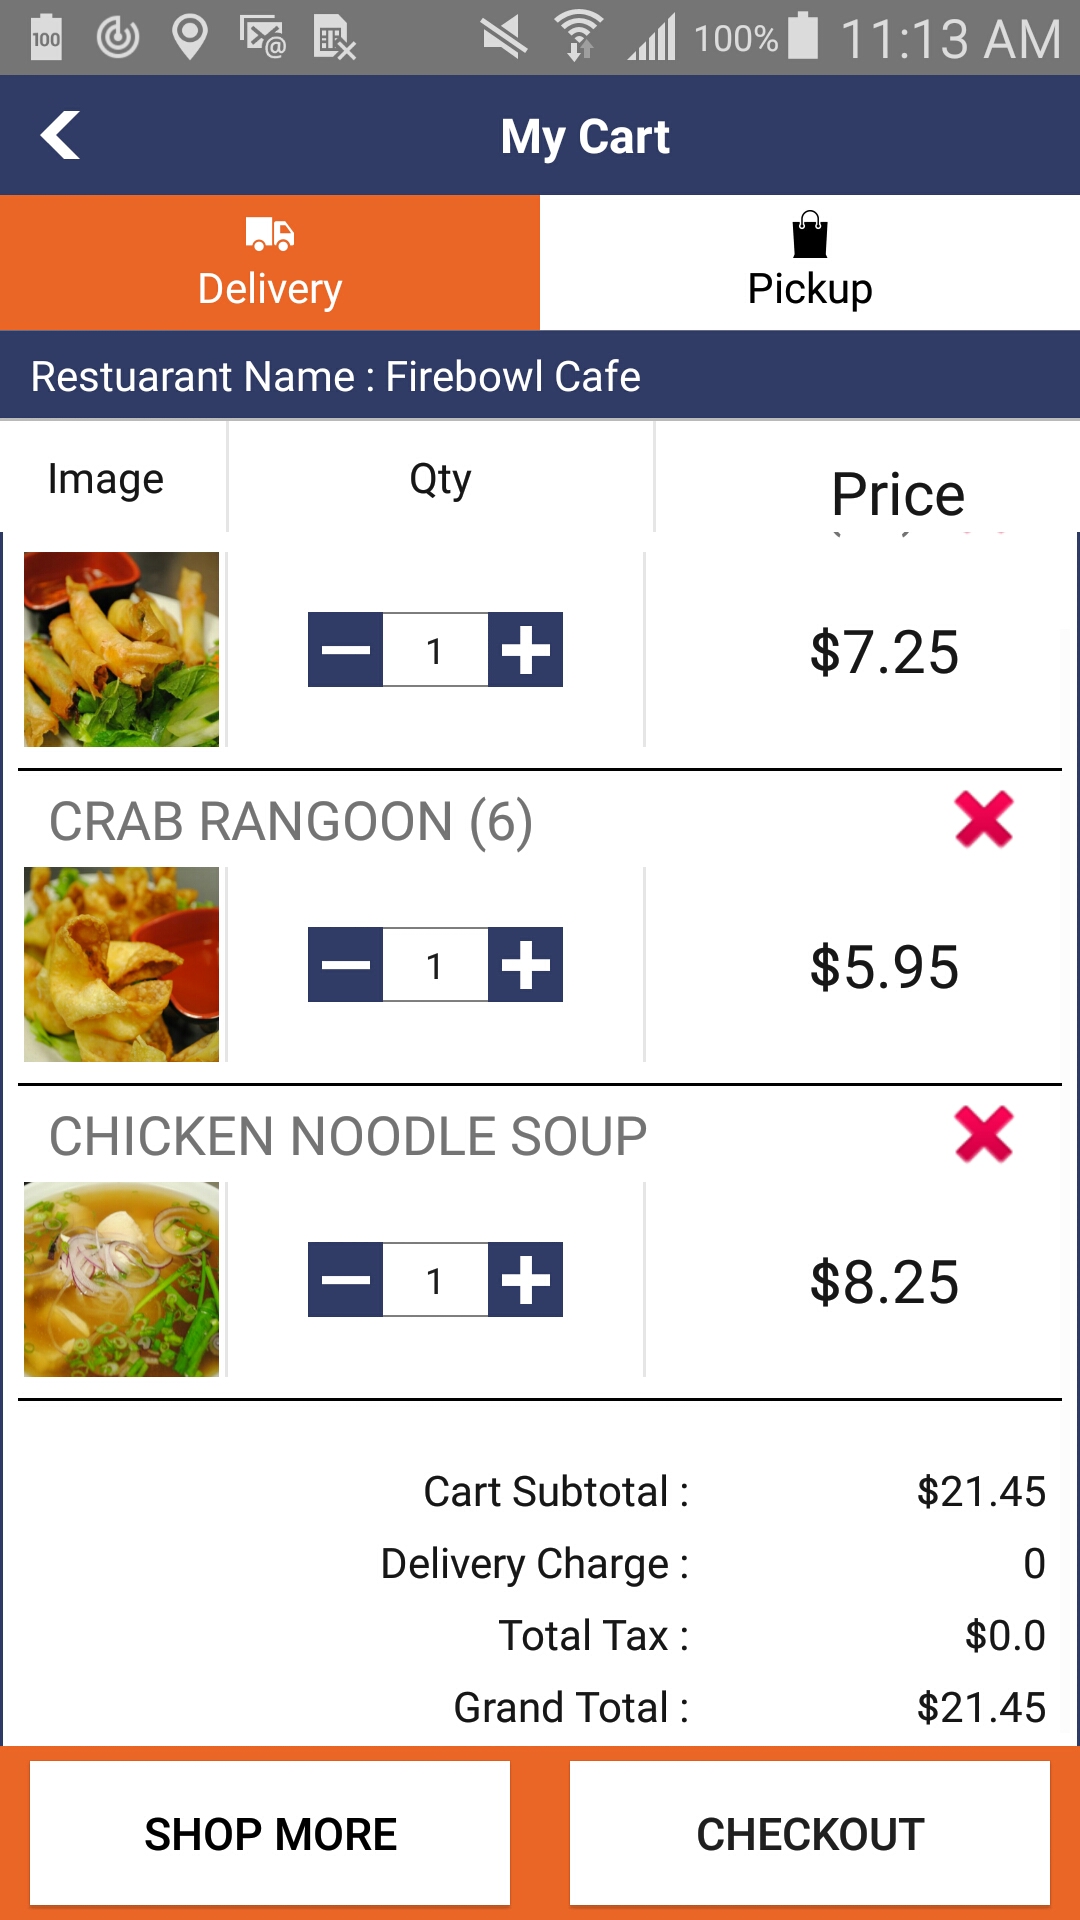 100 100% 11:13 AM
My Cart
Delivery Pickup
Restuarant Name : Firebowl Cafe
Image Qty Price
1 $7.25
CRAB RANGOON (6)
1 $5.95
CHICKEN NOODLE SOUP
1 $8.25
Cart Subtotal : $21.45
Delivery Charge : 0
Total Tax : $0.0
Grand Total : $21.45
SHOP MORE CHECKOUT